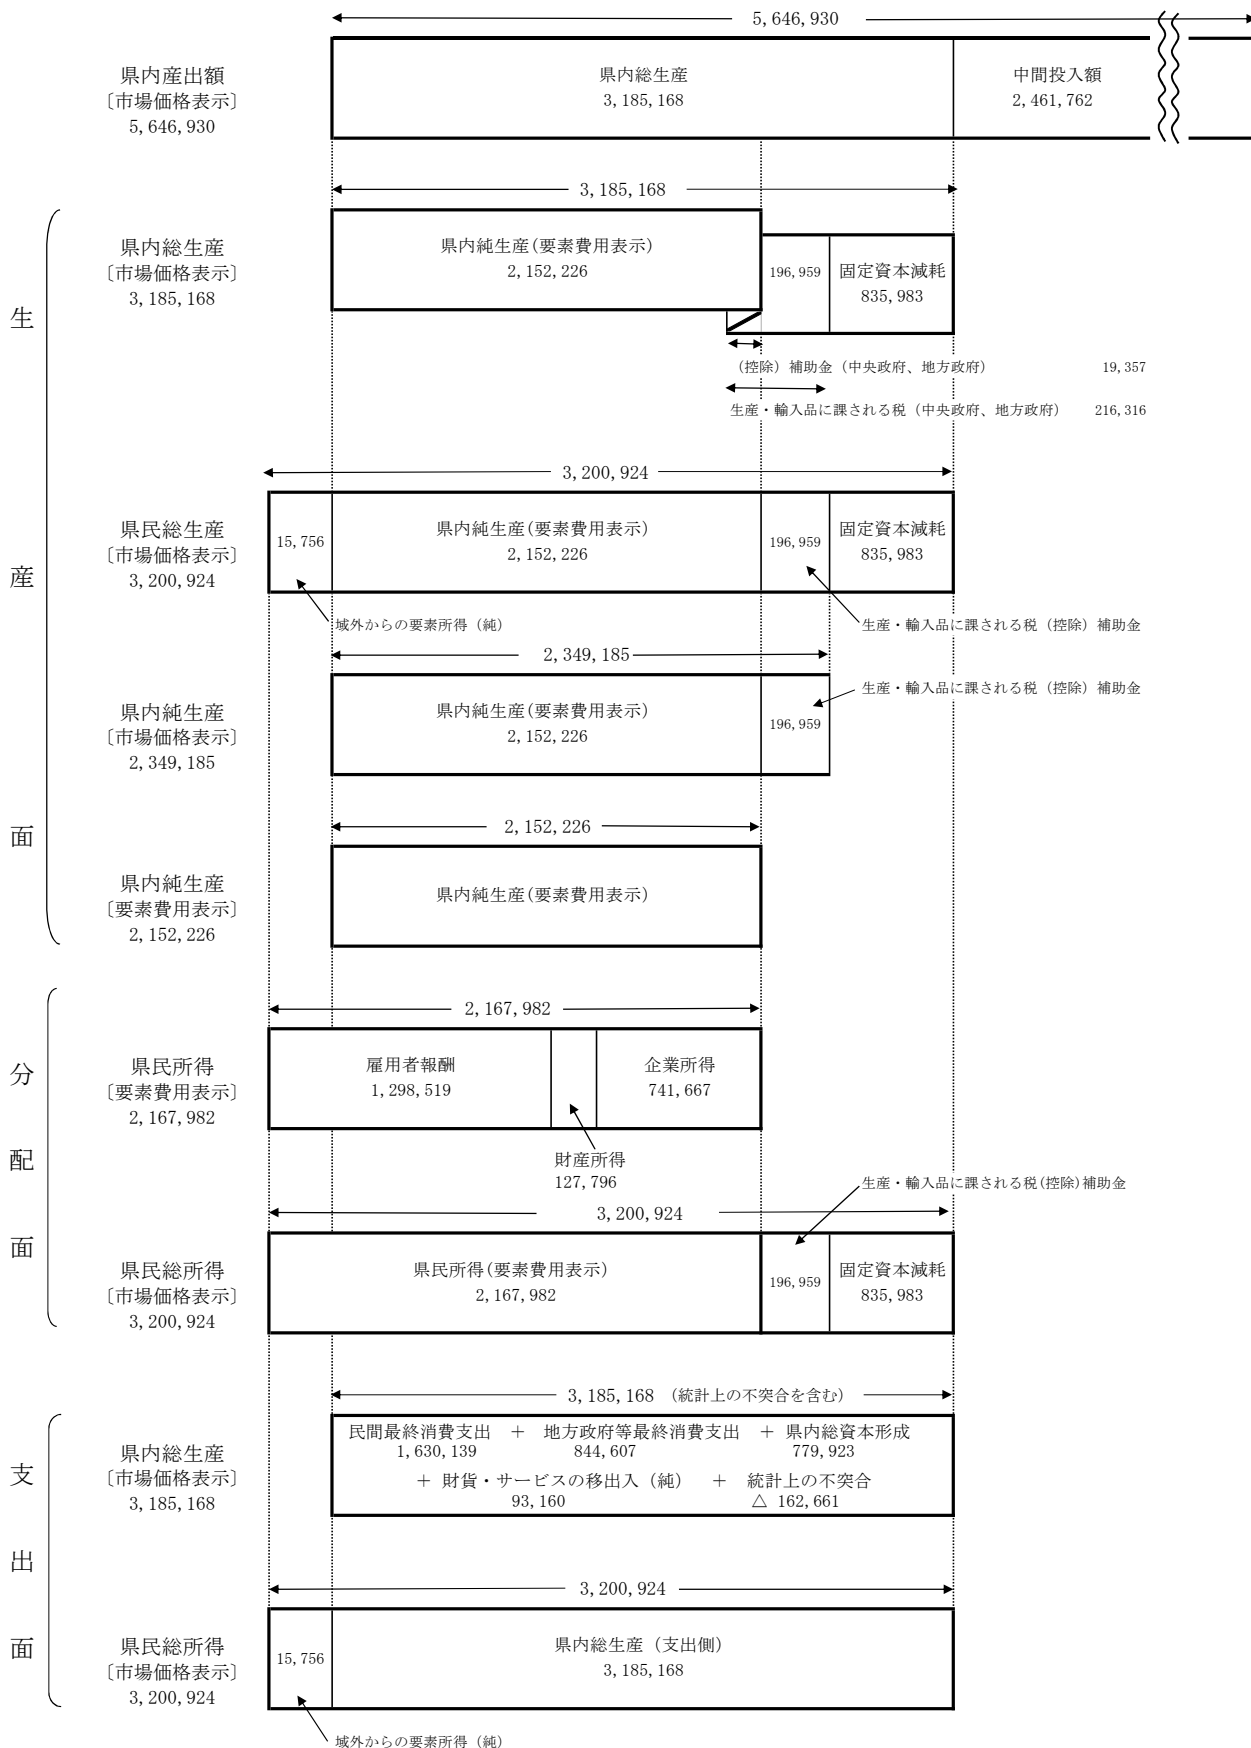 5,646,930
県内産出額
〔市場価格表示〕
5,646,930
県内総生産
3,185,168
中間投入額
2,461,762
生産面
3,185,168
県内総生産
〔市場価格表示〕
3,185,168
県内純生産(要素費用表示)
2,152,226
196,959
固定資本減耗
835,983
(控除) 補助金 (中央政府、地方政府) 19,357
生産・輸入品に課される税 (中央政府、地方政府) 216,316
3,200,924
県民総生産
〔市場価格表示〕
3,200,924
15,756
県内純生産(要素費用表示)
2,152,226
196,959
固定資本減耗
835,983
域外からの要素所得 (純)
生産・輸入品に課される税 (控除) 補助金
2,349,185
県内純生産
〔市場価格表示〕
2,349,185
県内純生産(要素費用表示)
2,152,226
196,959
生産・輸入品に課される税 (控除) 補助金
2,152,226
県内純生産
〔要素費用表示〕
2,152,226
県内純生産(要素費用表示)
分配面
2,167,982
県民所得
〔要素費用表示〕
2,167,982
雇用者報酬
1,298,519
企業所得
741,667
財産所得
127,796
生産・輸入品に課される税(控除)補助金
3,200,924
県民総所得
〔市場価格表示〕
3,200,924
県民所得(要素費用表示)
2,167,982
196,959
固定資本減耗
835,983
支出面
3,185,168 (統計上の不突合を含む)
県内総生産
〔市場価格表示〕
3,185,168
民間最終消費支出 + 地方政府等最終消費支出 + 県内総資本形成
1,630,139 844,607 779,923
+ 財貨・サービスの移出入 (純) + 統計上の不突合
93,160 △ 162,661
3,200,924
県民総所得
〔市場価格表示〕
3,200,924
15,756
県内総生産 (支出側)
3,185,168
域外からの要素所得 (純)